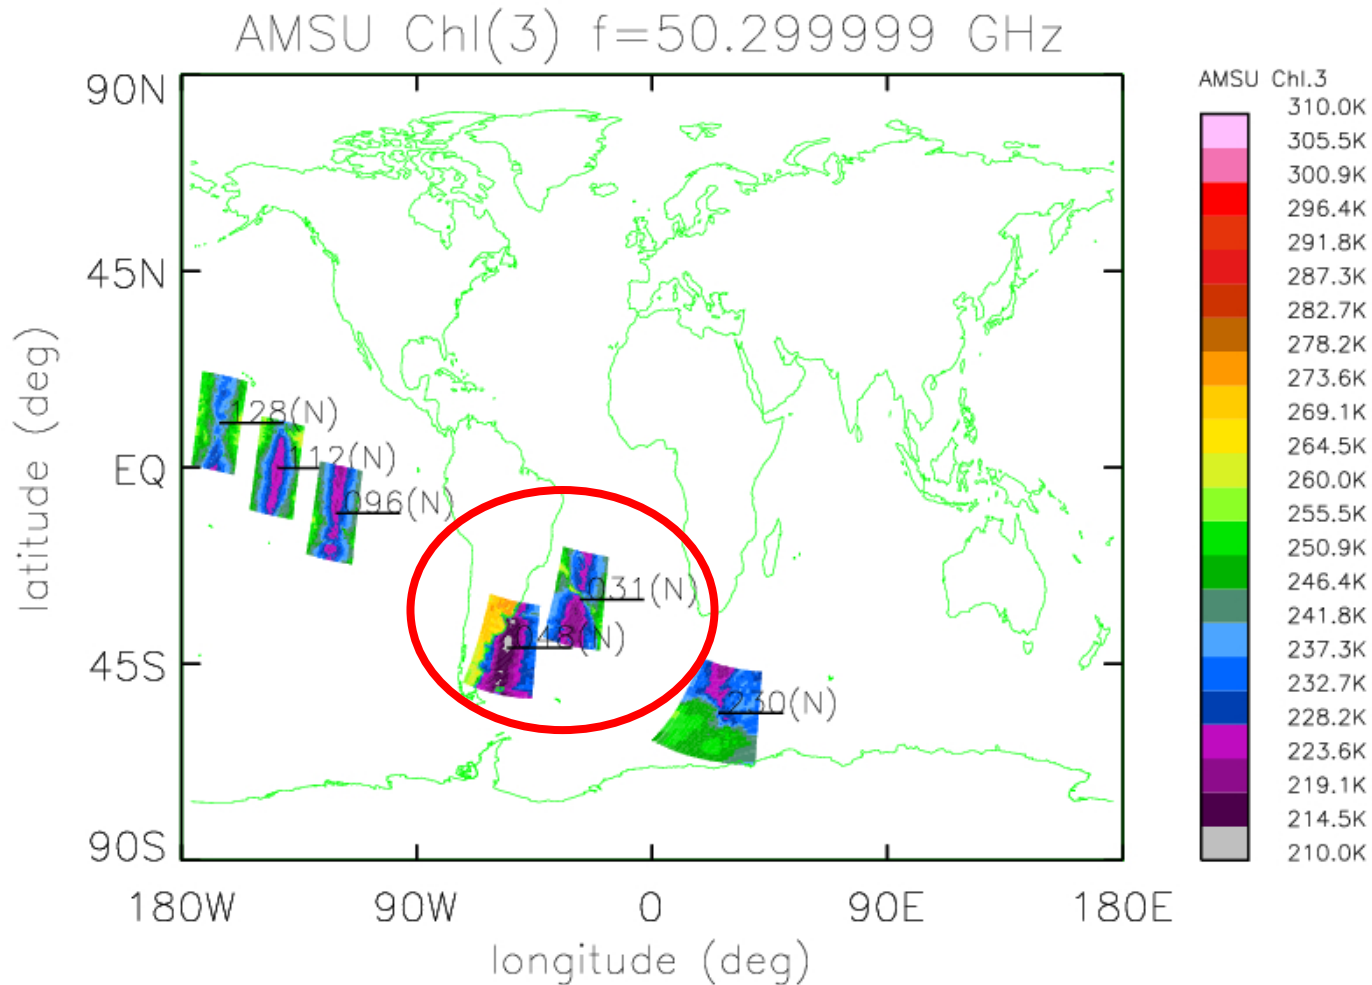 AMSU Chl(3) f=50.299999 GHz
AMSU Chl.3
90N
45N
EQ
45S
90S
latitude (deg)
128(N)
112(N)
096(N)
031(N)
048(N)
230(N)
180W 90W 0 90E 180E
longitude (deg)
310.0K
305.5K
300.9K
296.4K
291.8K
287.3K
282.7K
278.2K
273.6K
269.1K
264.5K
260.0K
255.5K
250.9K
246.4K
241.8K
237.3K
232.7K
228.2K
223.6K
219.1K
214.5K
210.0K